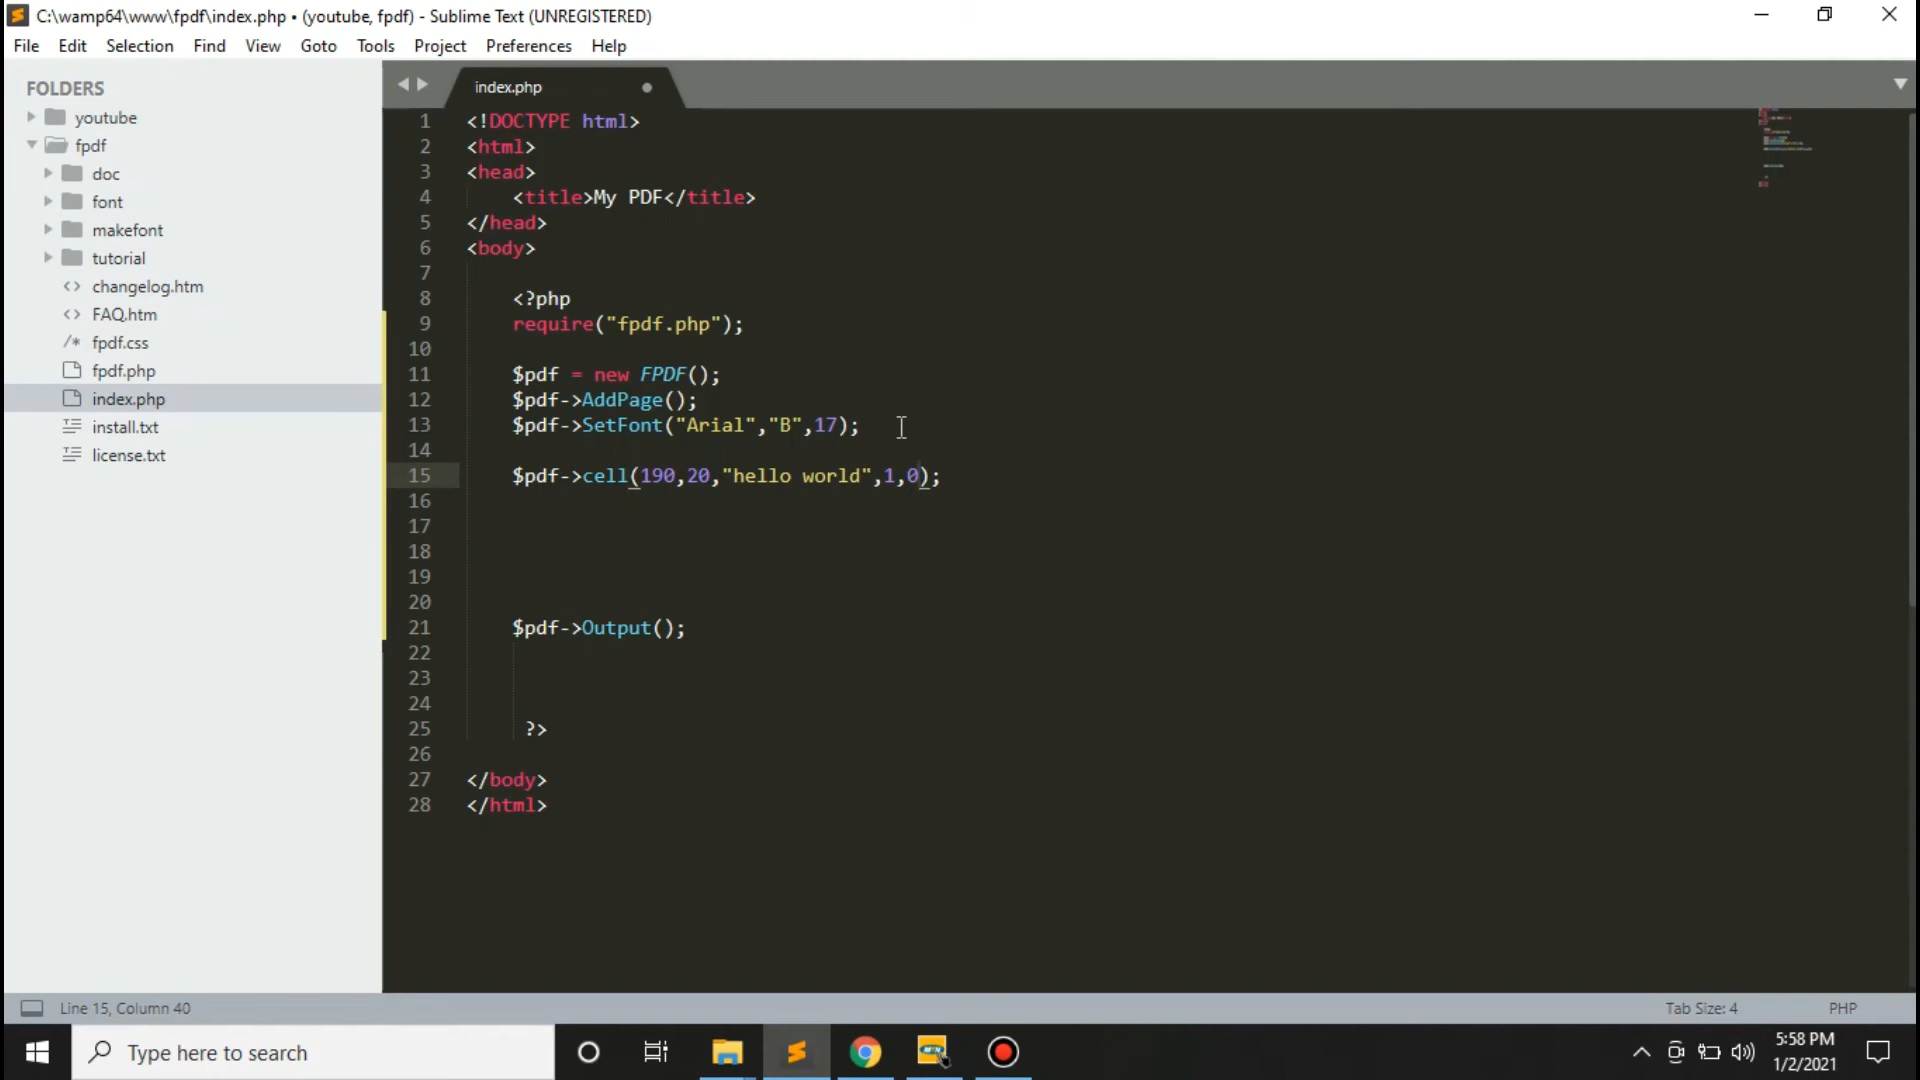 C:\wamp64\www\fpdf\index.php • (youtube, fpdf) - Sublime Text (UNREGISTERED)
File Edit Selection Find View Goto Tools Project Preferences Help
FOLDERS
youtube
fpdf
doc
font
makefont
tutorial
<> changelog.htm
<> FAQ.htm
/* fpdf.css
fpdf.php
index.php
install.txt
license.txt
index.php
1 <!DOCTYPE html>
2 <html>
3 <head>
4 <title>My PDF</title>
5 </head>
6 <body>
7
8 <?php
9 require("fpdf.php");
10
11 $pdf = new FPDF();
12 $pdf->AddPage();
13 $pdf->SetFont("Arial","B",17);
14
15 $pdf->cell(190,20,"hello world",1,0);
16
17
18
19
20
21 $pdf->Output();
22
23
24
25 ?>
26
27 </body>
28 </html>
Line 15, Column 40
Tab Size: 4
PHP
Type here to search
MTN
5:58 PM
1/2/2021